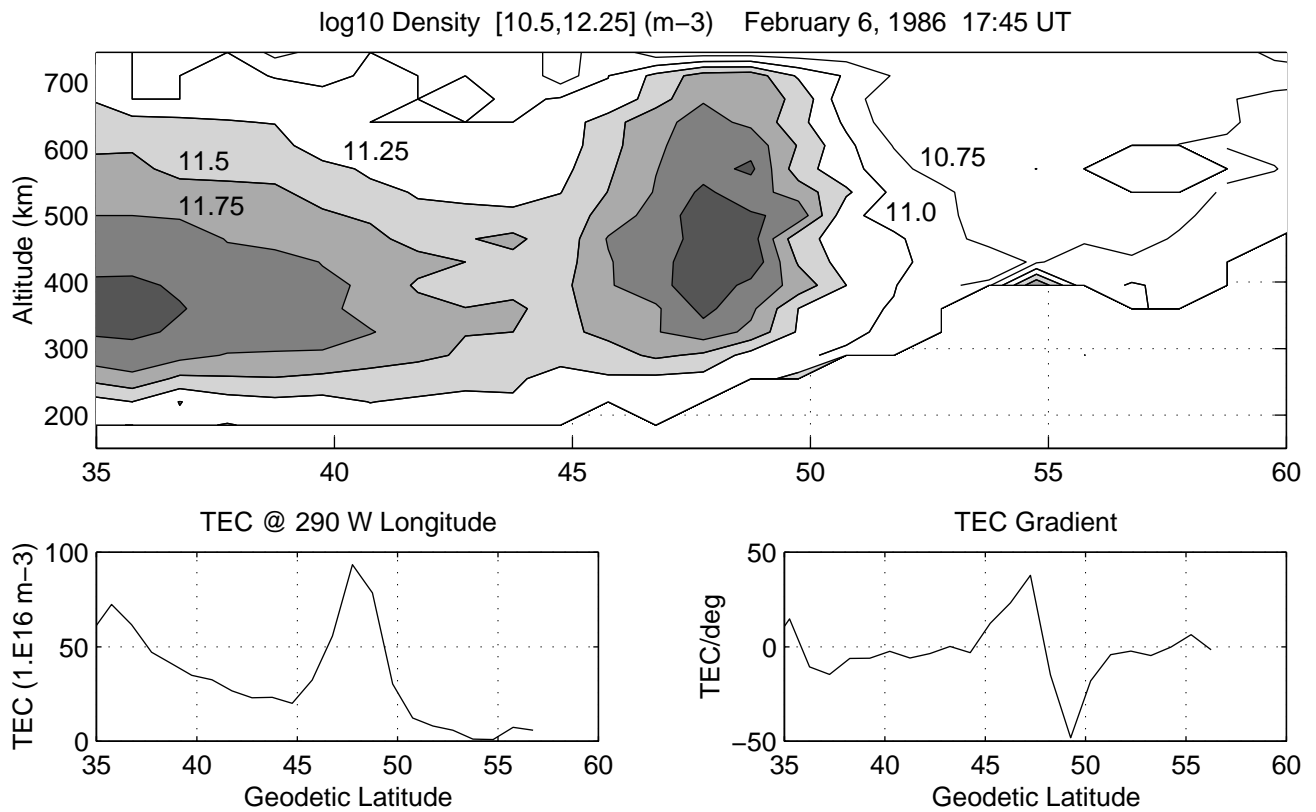 log10 Density [10.5,12.25] (m−3) February 6, 1986 17:45 UT
Altitude (km)
700
600
500
400
300
200
11.5
11.25
11.75
10.75
11.0
35 40 45 50 55 60
TEC @ 290 W Longitude
TEC (1.E16 m−3)
100
50
0
35 40 45 50 55 60
Geodetic Latitude
TEC Gradient
TEC/deg
50
0
−50
35 40 45 50 55 60
Geodetic Latitude